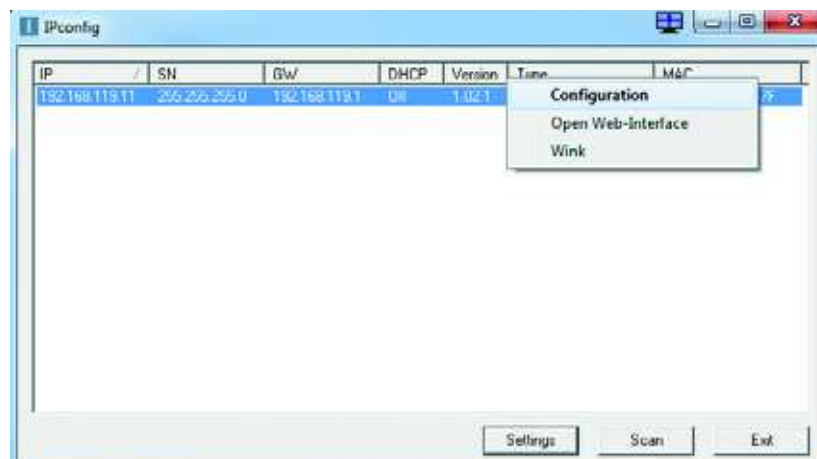 IPconfig
IP / SN GW DHCP Version Time MAC
192.168.119.11 255.255.255.0 192.168.119.1 Off 1.02.1
Configuration
Open Web-Interface
Wink
Settings Scan Exit